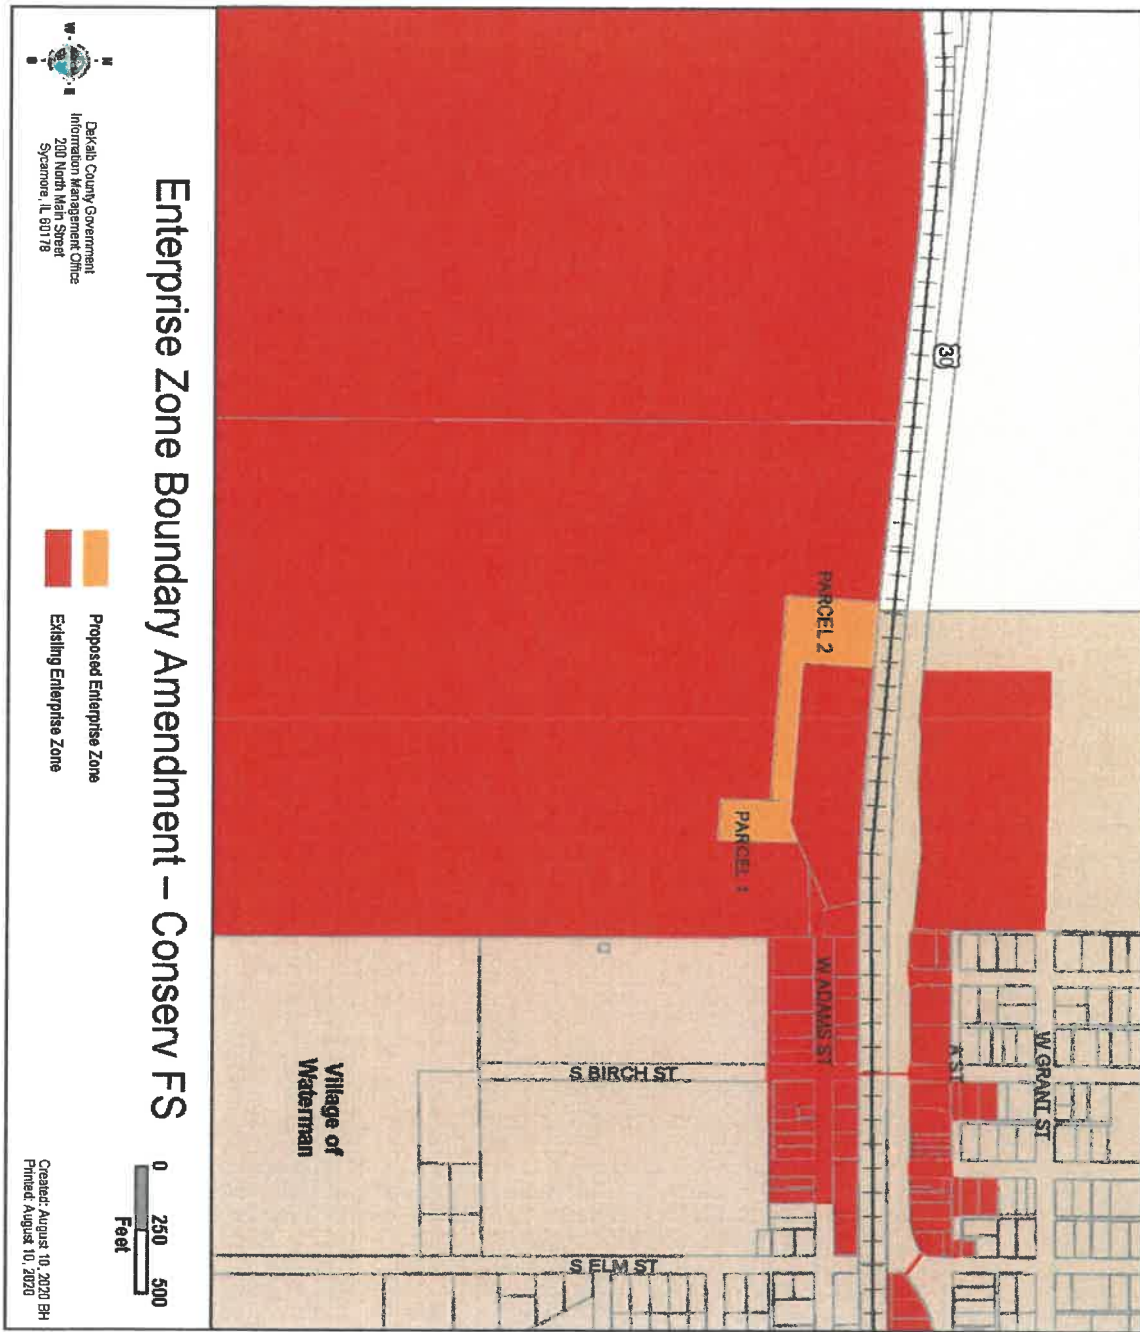 30
PARCEL 2
PARCEL 1
W GRANT ST
A ST
W ADAMS ST
S BIRCH ST
S ELM ST
Village of
Waterman
Enterprise Zone Boundary Amendment – Conserv FS
0 250 500
Feet
N
W
E
S
DeKalb County Government
Information Management Office
200 North Main Street
Sycamore, IL 60178
Proposed Enterprise Zone
Existing Enterprise Zone
Created: August 10, 2020 BH
Printed: August 10, 2020